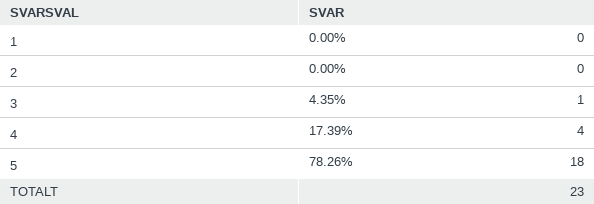 SVARSVAL SVAR
1 0.00% 0
2 0.00% 0
3 4.35% 1
4 17.39% 4
5 78.26% 18
TOTALT 23